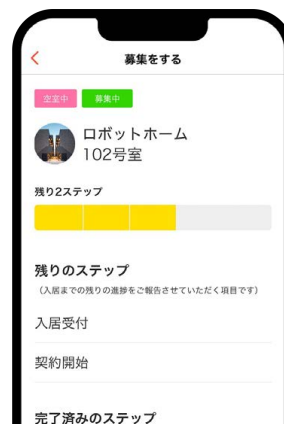 募集をする
空室中 募集中
ロボットホーム
102号室
残り2ステップ
残りのステップ
（入居までの残りの進捗をご報告させていただく項目です）
入居受付
契約開始
完了済みのステップ